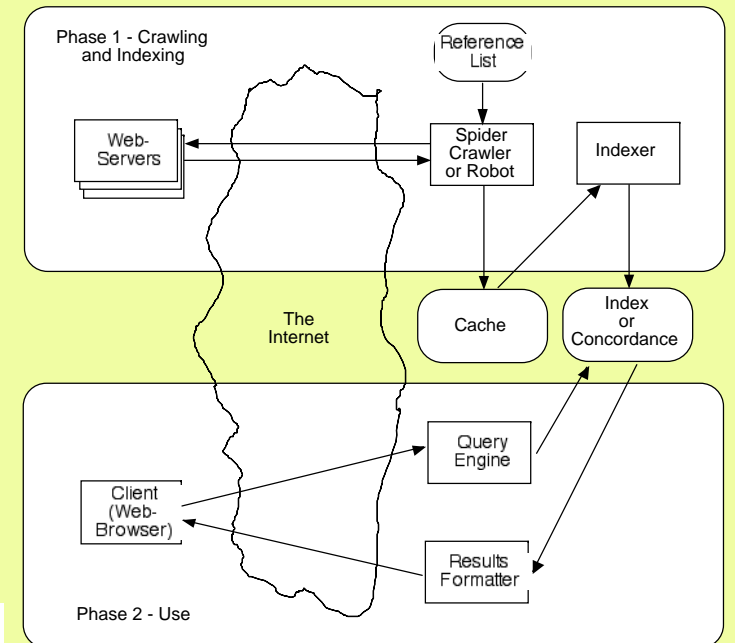 Phase 1 - Crawling
and Indexing
Reference
List
Web-
Servers
Spider
Crawler
or Robot
Indexer
The
Internet
Cache
Index
or
Concordance
Query
Engine
Client
(Web-
Browser)
Results
Formatter
Phase 2 - Use